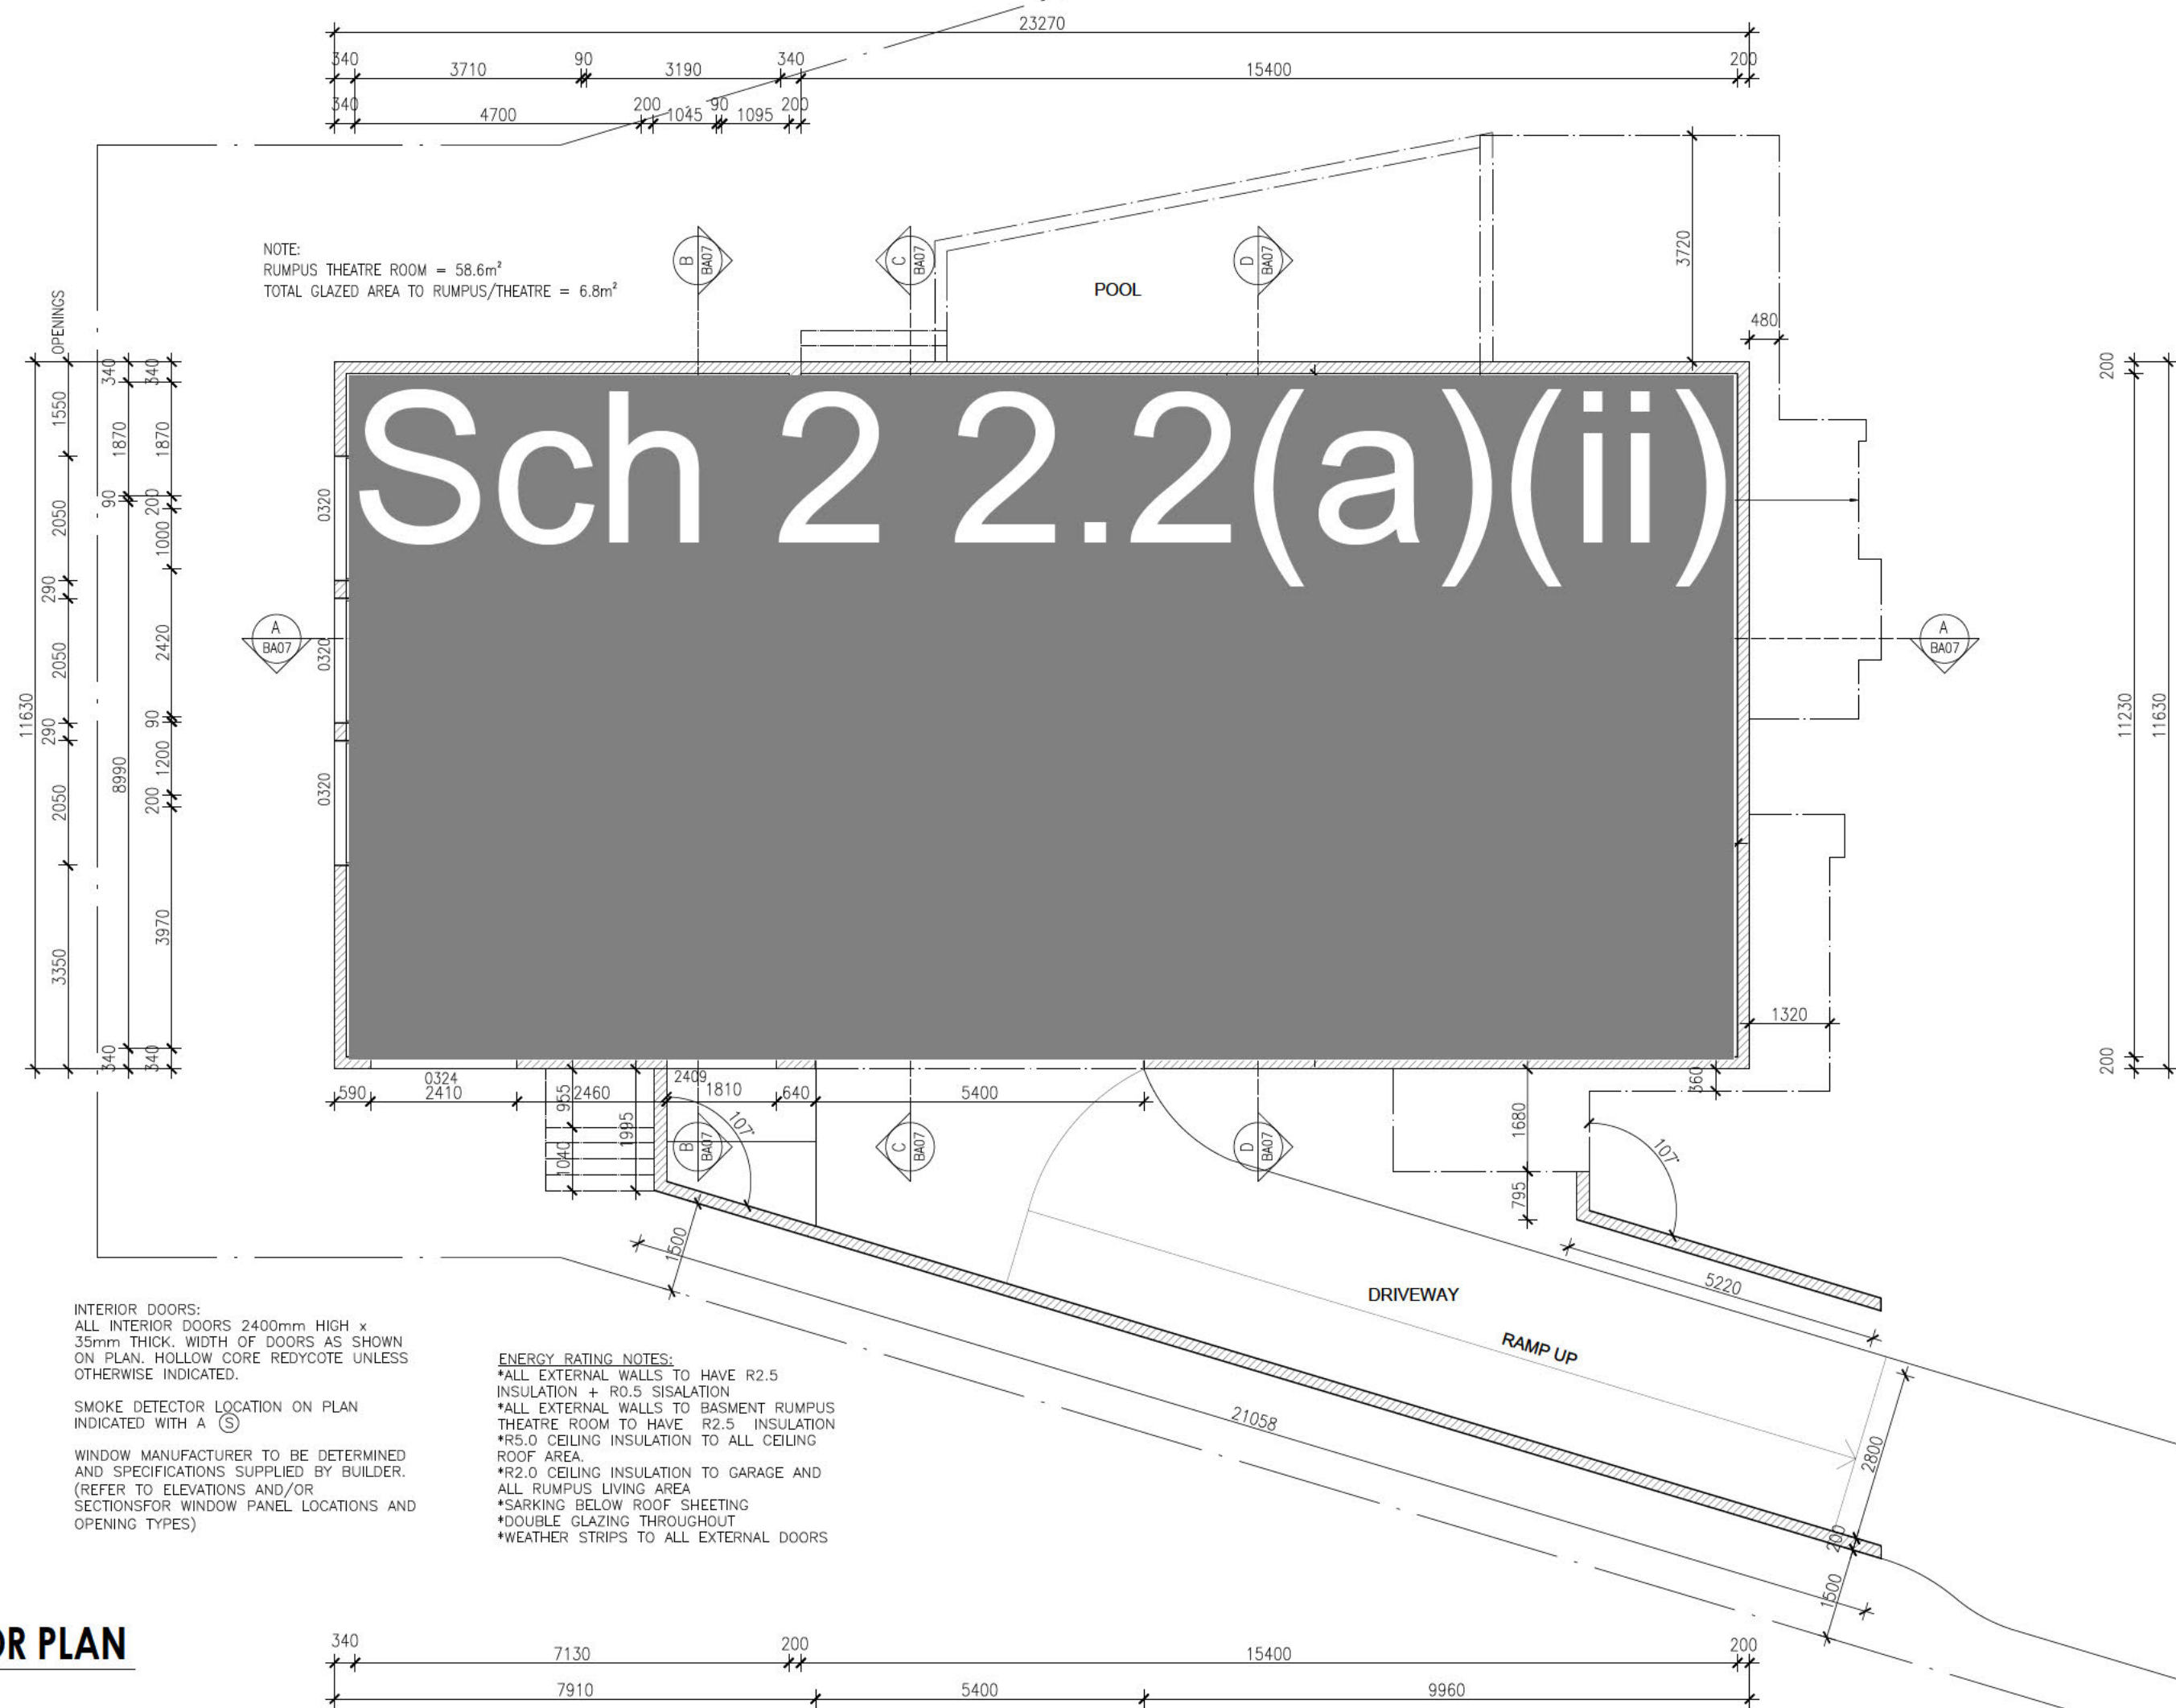 23270
340 3710 90 3190 340 15400 200
340 4700 200 1045 90 1095 200
NOTE:
RUMPUS THEATRE ROOM = 58.6m²
TOTAL GLAZED AREA TO RUMPUS/THEATRE = 6.8m²
B
BA07
C
BA07
D
BA07
POOL
3720
480
OPENINGS
11630
1550
2050
290
2050
290
2050
3350
340
1870
90
8990
340
340
1870
200
1000
2420
90
1200
200
3970
340
0320
0320
0320
Sch 2 2.2(a)(ii)
A
BA07
A
BA07
200
11230
200
11630
1320
360
590
0324
2410
955
2460
1040
1995
2409
1810
640
5400
107°
B
BA07
C
BA07
D
BA07
1680
795
107°
1500
5220
DRIVEWAY
RAMP UP
21058
2800
200
1500
INTERIOR DOORS:
ALL INTERIOR DOORS 2400mm HIGH x
35mm THICK. WIDTH OF DOORS AS SHOWN
ON PLAN. HOLLOW CORE REDYCOTE UNLESS
OTHERWISE INDICATED.
SMOKE DETECTOR LOCATION ON PLAN
INDICATED WITH A Ⓢ
WINDOW MANUFACTURER TO BE DETERMINED
AND SPECIFICATIONS SUPPLIED BY BUILDER.
(REFER TO ELEVATIONS AND/OR
SECTIONSFOR WINDOW PANEL LOCATIONS AND
OPENING TYPES)
ENERGY RATING NOTES:
*ALL EXTERNAL WALLS TO HAVE R2.5
INSULATION + R0.5 SISALATION
*ALL EXTERNAL WALLS TO BASMENT RUMPUS
THEATRE ROOM TO HAVE R2.5 INSULATION
*R5.0 CEILING INSULATION TO ALL CEILING
ROOF AREA.
*R2.0 CEILING INSULATION TO GARAGE AND
ALL RUMPUS LIVING AREA
*SARKING BELOW ROOF SHEETING
*DOUBLE GLAZING THROUGHOUT
*WEATHER STRIPS TO ALL EXTERNAL DOORS
OR PLAN
340 7130 200 15400 200
7910 5400 9960